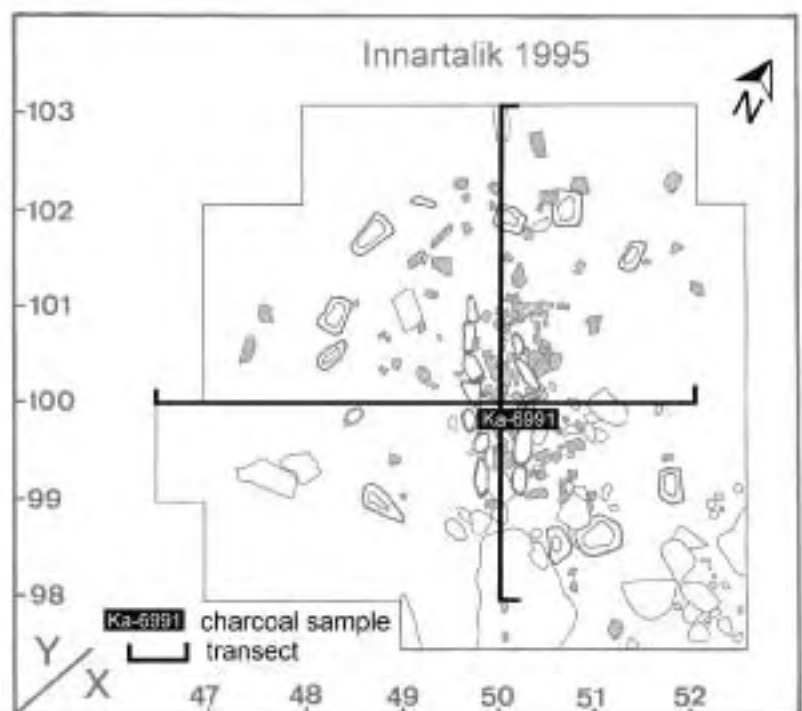 Innartalik 1995
N
103
102
101
100
Ka-6991
99
98
Ka-6991 charcoal sample
transect
Y
X
47 48 49 50 51 52